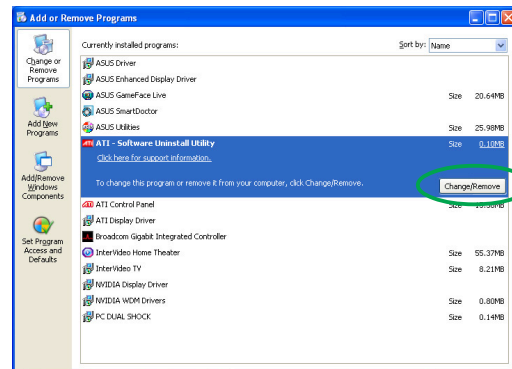 Add or Remove Programs
Change or
Remove
Programs
Add New
Programs
Add/Remove
Windows
Components
Set Program
Access and
Defaults
Currently installed programs:
Sort by: Name
ASUS Driver
ASUS Enhanced Display Driver
ASUS GameFace Live Size 20.64MB
ASUS SmartDoctor
ASUS Utilities Size 25.98MB
ATI - Software Uninstall Utility Size 0.10MB
Click here for support information.
To change this program or remove it from your computer, click Change/Remove.
Change/Remove
ATI Control Panel Size
ATI Display Driver
Broadcom Gigabit Integrated Controller
InterVideo Home Theater Size 55.37MB
InterVideo TV Size 8.21MB
NVIDIA Display Driver
NVIDIA WDM Drivers Size 0.80MB
PC DUAL SHOCK Size 0.14MB